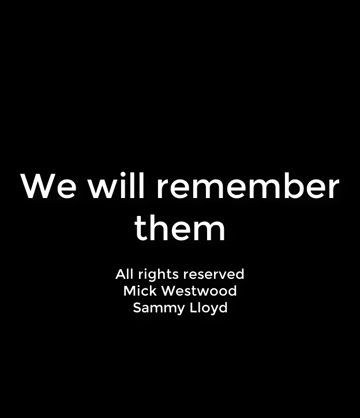 We will remember
them
All rights reserved
Mick Westwood
Sammy Lloyd